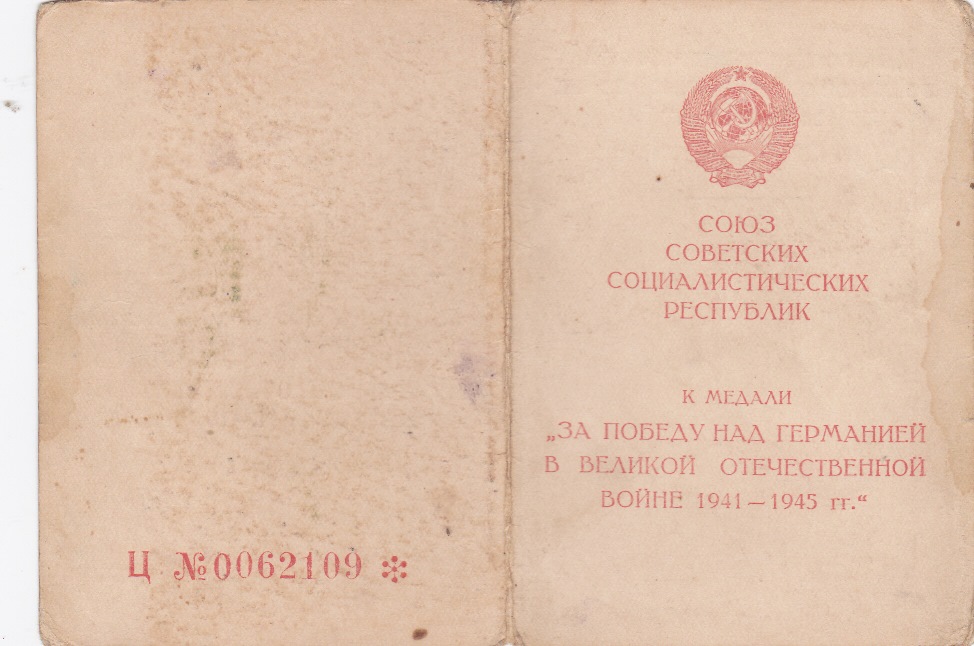 Ц №0062109 *
СОЮЗ
СОВЕТСКИХ
СОЦИАЛИСТИЧЕСКИХ
РЕСПУБЛИК
К МЕДАЛИ
„ЗА ПОБЕДУ НАД ГЕРМАНИЕЙ
В ВЕЛИКОЙ ОТЕЧЕСТВЕННОЙ
ВОЙНЕ 1941—1945 гг.“